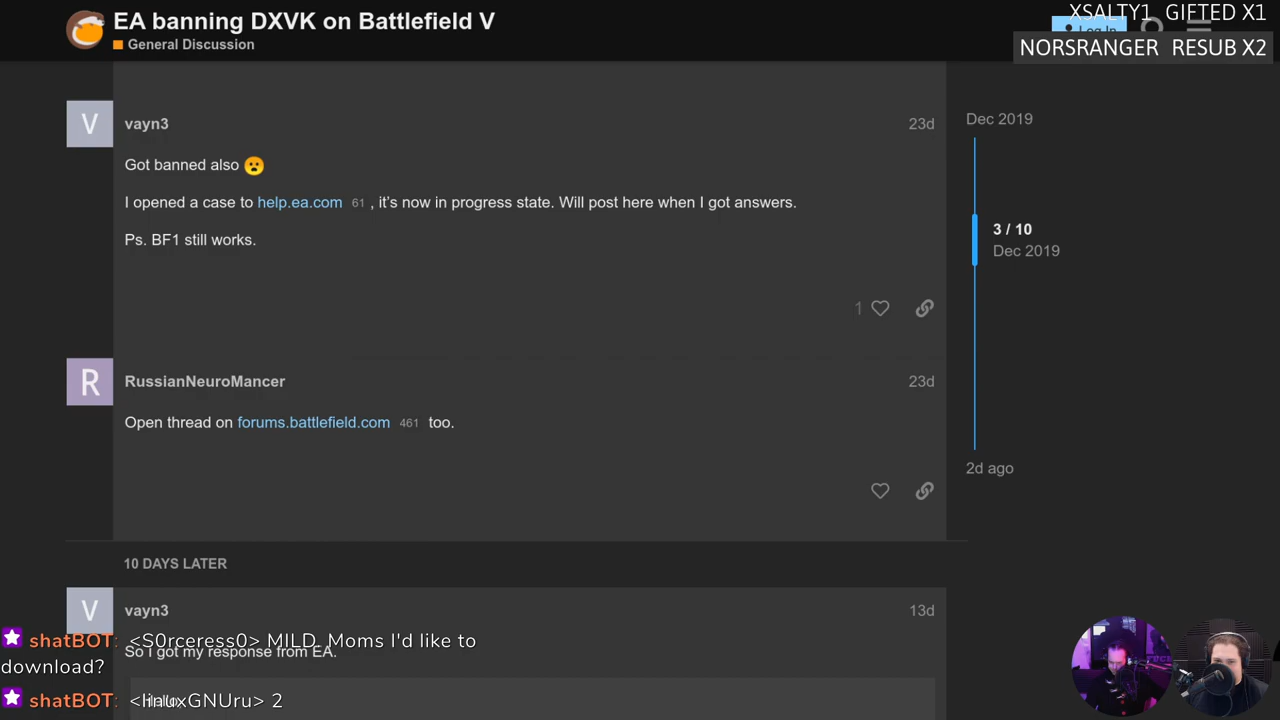 EA banning DXVK on Battlefield V
General Discussion
XSALTY1 GIFTED X1
Log In
NORSRANGER RESUB X2
V
vayn3
23d
Got banned also
I opened a case to help.ea.com 61 , it's now in progress state. Will post here when I got answers.
Ps. BF1 still works.
1
Dec 2019
3 / 10
Dec 2019
2d ago
R
RussianNeuroMancer
23d
Open thread on forums.battlefield.com 461 too.
10 DAYS LATER
V
vayn3
13d
So I got my response from EA.
shatBOT: <S0rceress0> MILD, Moms I'd like to
download?
shatBOT: <linuxGNUru> 2